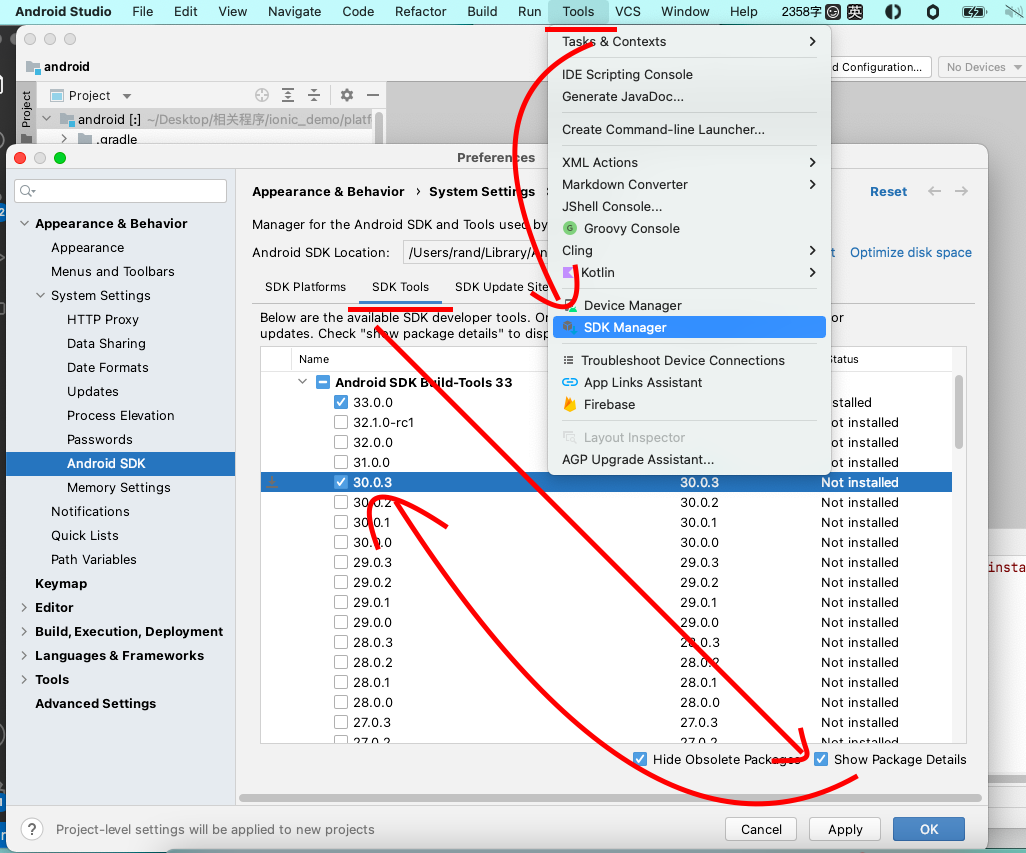 Android Studio File Edit View Navigate Code Refactor Build Run Tools VCS Window Help 2358字 英
android
d Configuration... No Devices
Project
Project
android [:] ~/Desktop/相关程序/ionic_demo/platf
.gradle
Tasks & Contexts
IDE Scripting Console
Generate JavaDoc...
Create Command-line Launcher...
XML Actions
Markdown Converter
JShell Console...
G Groovy Console
Cling
Kotlin
Device Manager
SDK Manager
Troubleshoot Device Connections
App Links Assistant
Firebase
Layout Inspector
AGP Upgrade Assistant...
Preferences
Appearance & Behavior
Appearance
Menus and Toolbars
System Settings
HTTP Proxy
Data Sharing
Date Formats
Updates
Process Elevation
Passwords
Android SDK
Memory Settings
Notifications
Quick Lists
Path Variables
Keymap
Editor
Build, Execution, Deployment
Languages & Frameworks
Tools
Advanced Settings
Appearance & Behavior › System Settings
Reset
Manager for the Android SDK and Tools used by
Android SDK Location: /Users/rand/Library/An
t Optimize disk space
SDK Platforms SDK Tools SDK Update Site
Below are the available SDK developer tools. On or
updates. Check "show package details" to disp
Name Status
Android SDK Build-Tools 33
33.0.0 stalled
32.1.0-rc1 ot installed
32.0.0 ot installed
31.0.0 ot installed
30.0.3 30.0.3 Not installed
30.0.2 30.0.2 Not installed
30.0.1 30.0.1 Not installed
30.0.0 30.0.0 Not installed
29.0.3 29.0.3 Not installed
29.0.2 29.0.2 Not installed
29.0.1 29.0.1 Not installed
29.0.0 29.0.0 Not installed
28.0.3 28.0.3 Not installed
28.0.2 28.0.2 Not installed
28.0.1 28.0.1 Not installed
28.0.0 28.0.0 Not installed
27.0.3 27.0.3 Not installed
27.0.2 27.0.2 Not installed
Hide Obsolete Packages Show Package Details
insta
? Project-level settings will be applied to new projects
Cancel Apply OK